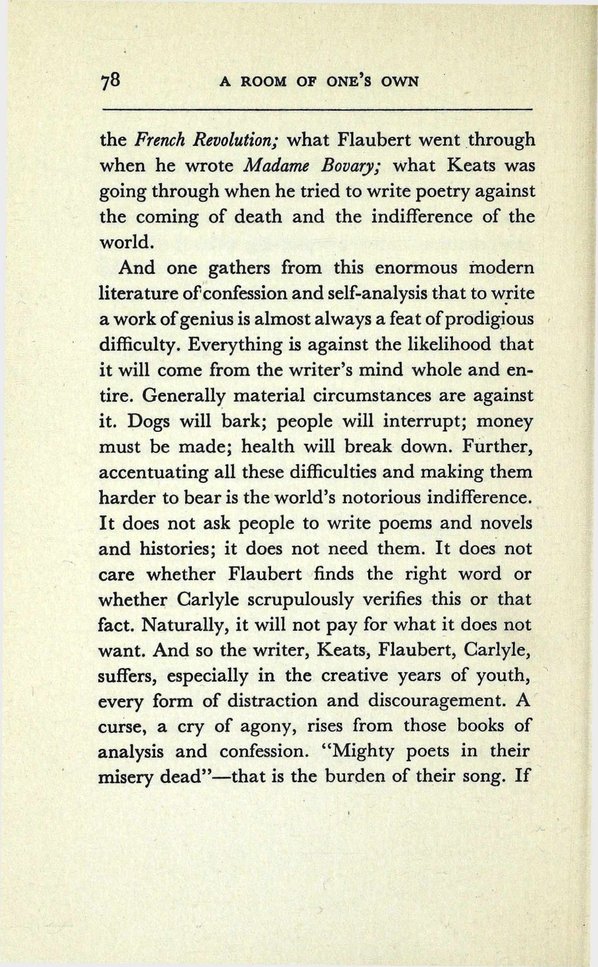 78 A ROOM OF ONE'S OWN
the French Revolution; what Flaubert went through
when he wrote Madame Bovary; what Keats was
going through when he tried to write poetry against
the coming of death and the indifference of the
world.
And one gathers from this enormous modern
literature of confession and self-analysis that to write
a work of genius is almost always a feat of prodigious
difficulty. Everything is against the likelihood that
it will come from the writer's mind whole and en-
tire. Generally material circumstances are against
it. Dogs will bark; people will interrupt; money
must be made; health will break down. Further,
accentuating all these difficulties and making them
harder to bear is the world's notorious indifference.
It does not ask people to write poems and novels
and histories; it does not need them. It does not
care whether Flaubert finds the right word or
whether Carlyle scrupulously verifies this or that
fact. Naturally, it will not pay for what it does not
want. And so the writer, Keats, Flaubert, Carlyle,
suffers, especially in the creative years of youth,
every form of distraction and discouragement. A
curse, a cry of agony, rises from those books of
analysis and confession. “Mighty poets in their
misery dead”—that is the burden of their song. If